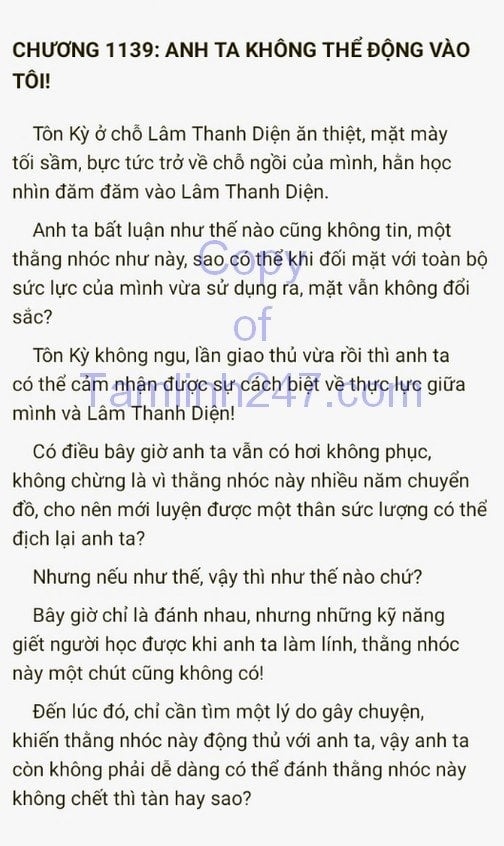 CHƯƠNG 1139: ANH TA KHÔNG THỂ ĐỘNG VÀO
TÔI!
Tôn Kỳ ở chỗ Lâm Thanh Diện ăn thiệt, mặt mày
tối sầm, bực tức trở về chỗ ngồi của mình, hằn học
nhìn đăm đăm vào Lâm Thanh Diện.
Anh ta bất luận như thế nào cũng không tin, một
thằng nhóc như này, sao có thể khi đối mặt với toàn bộ
sức lực của mình vừa sử dụng ra, mặt vẫn không đổi
sắc?
Tôn Kỳ không ngu, lần giao thủ vừa rồi thì anh ta
có thể cảm nhận được sự cách biệt về thực lực giữa
mình và Lâm Thanh Diện!
Có điều bây giờ anh ta vẫn có hơi không phục,
không chừng là vì thằng nhóc này nhiều năm chuyển
đồ, cho nên mới luyện được một thân sức lượng có thể
địch lại anh ta?
Nhưng nếu như thế, vậy thì như thế nào chứ?
Bây giờ chỉ là đánh nhau, nhưng những kỹ năng
giết người học được khi anh ta làm lính, thằng nhóc
này một chút cũng không có!
Đến lúc đó, chỉ cần tìm một lý do gây chuyện,
khiến thằng nhóc này động thủ với anh ta, vậy anh ta
còn không phải dễ dàng có thể đánh thằng nhóc này
không chết thì tàn hay sao?
Copy
of
Tamlinh247.com